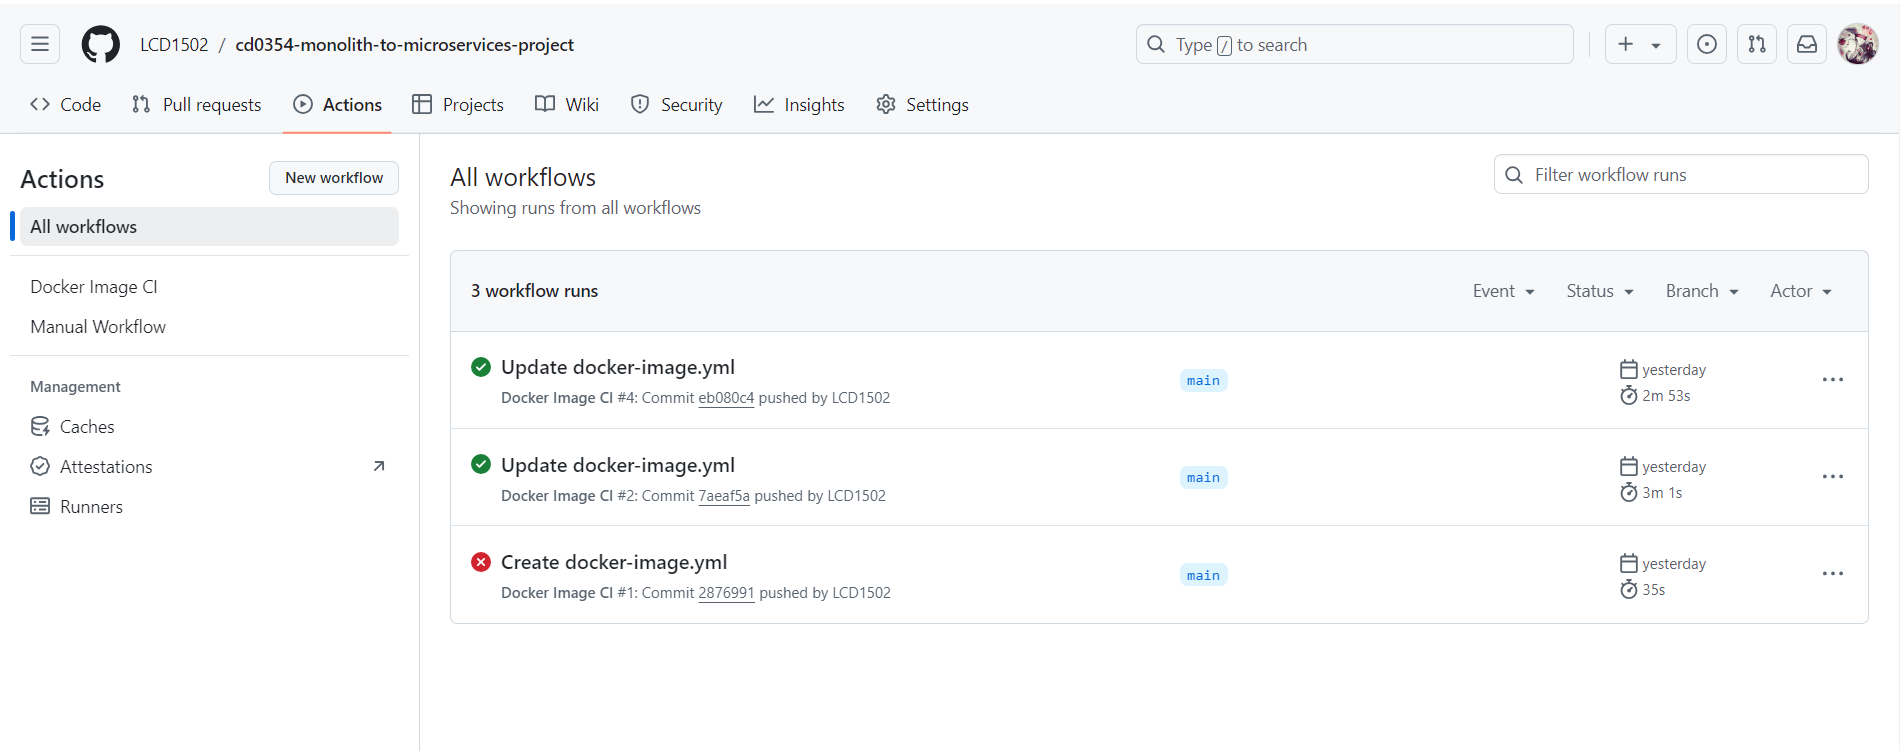 LCD1502 / cd0354-monolith-to-microservices-project
Type / to search
Code
Pull requests
Actions
Projects
Wiki
Security
Insights
Settings
Actions
New workflow
All workflows
Docker Image CI
Manual Workflow
Management
Caches
Attestations
Runners
All workflows
Showing runs from all workflows
Filter workflow runs
3 workflow runs
Event
Status
Branch
Actor
Update docker-image.yml
Docker Image CI #4: Commit eb080c4 pushed by LCD1502
main
yesterday
2m 53s
Update docker-image.yml
Docker Image CI #2: Commit 7aeaf5a pushed by LCD1502
main
yesterday
3m 1s
Create docker-image.yml
Docker Image CI #1: Commit 2876991 pushed by LCD1502
main
yesterday
35s